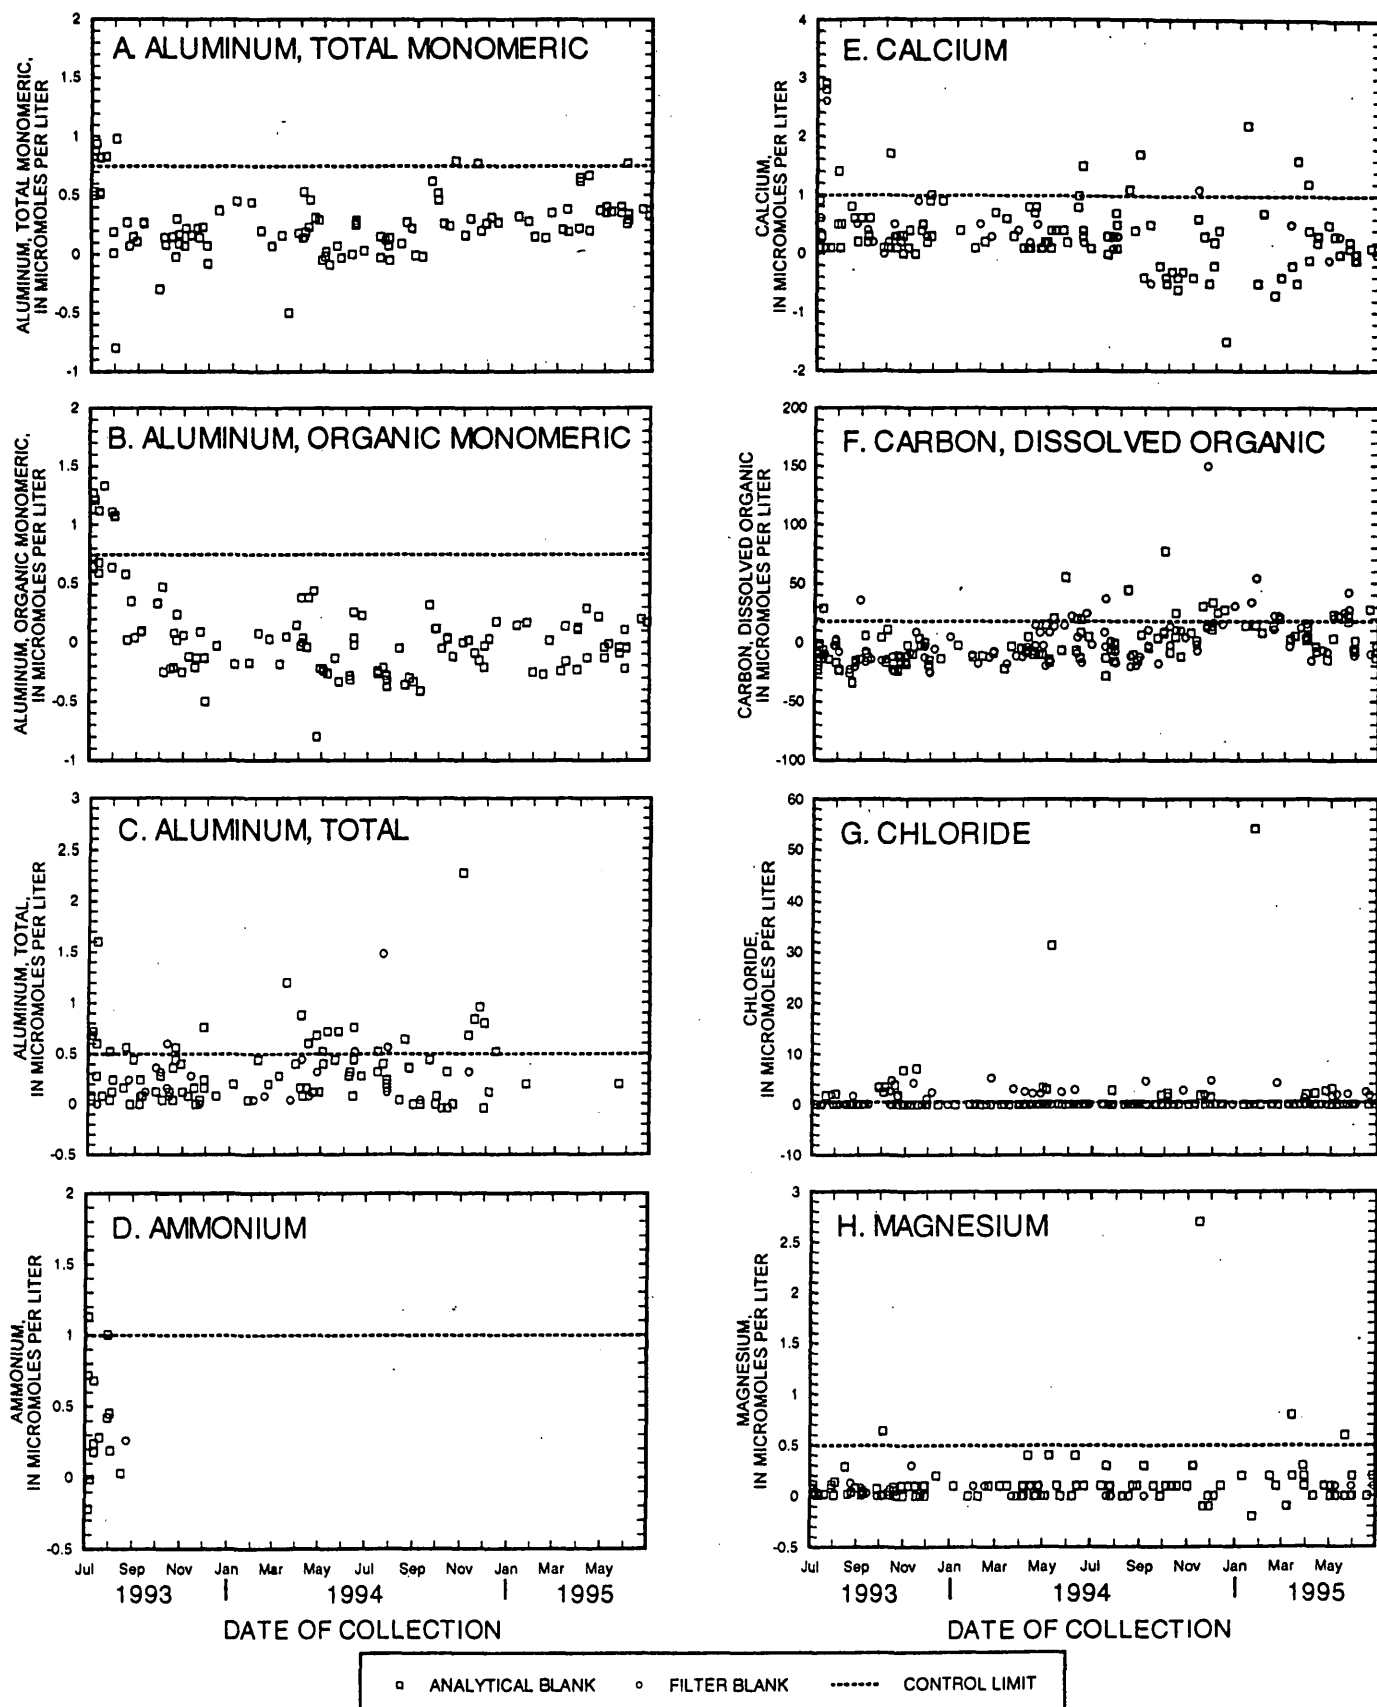 A. ALUMINUM, TOTAL MONOMERIC
ALUMINUM, TOTAL MONOMERIC,
IN MICROMOLES PER LITER
2
1.5
1
0.5
0
-0.5
-1
B. ALUMINUM, ORGANIC MONOMERIC
ALUMINUM, ORGANIC MONOMERIC,
IN MICROMOLES PER LITER
2
1.5
1
0.5
0
-0.5
-1
C. ALUMINUM, TOTAL
ALUMINUM, TOTAL,
IN MICROMOLES PER LITER
3
2.5
2
1.5
1
0.5
0
-0.5
D. AMMONIUM
AMMONIUM,
IN MICROMOLES PER LITER
2
1.5
1
0.5
0
-0.5
Jul Sep Nov Jan Mar May Jul Sep Nov Jan Mar May
1993 1994 1995
DATE OF COLLECTION
E. CALCIUM
CALCIUM,
IN MICROMOLES PER LITER
4
3
2
1
0
-1
-2
F. CARBON, DISSOLVED ORGANIC
CARBON, DISSOLVED ORGANIC
IN MICROMOLES PER LITER
200
150
100
50
0
-50
-100
G. CHLORIDE
CHLORIDE,
IN MICROMOLES PER LITER
60
50
40
30
20
10
0
-10
H. MAGNESIUM
MAGNESIUM,
IN MICROMOLES PER LITER
3
2.5
2
1.5
1
0.5
0
-0.5
Jul Sep Nov Jan Mar May Jul Sep Nov Jan Mar May
1993 1994 1995
DATE OF COLLECTION
ANALYTICAL BLANK FILTER BLANK CONTROL LIMIT